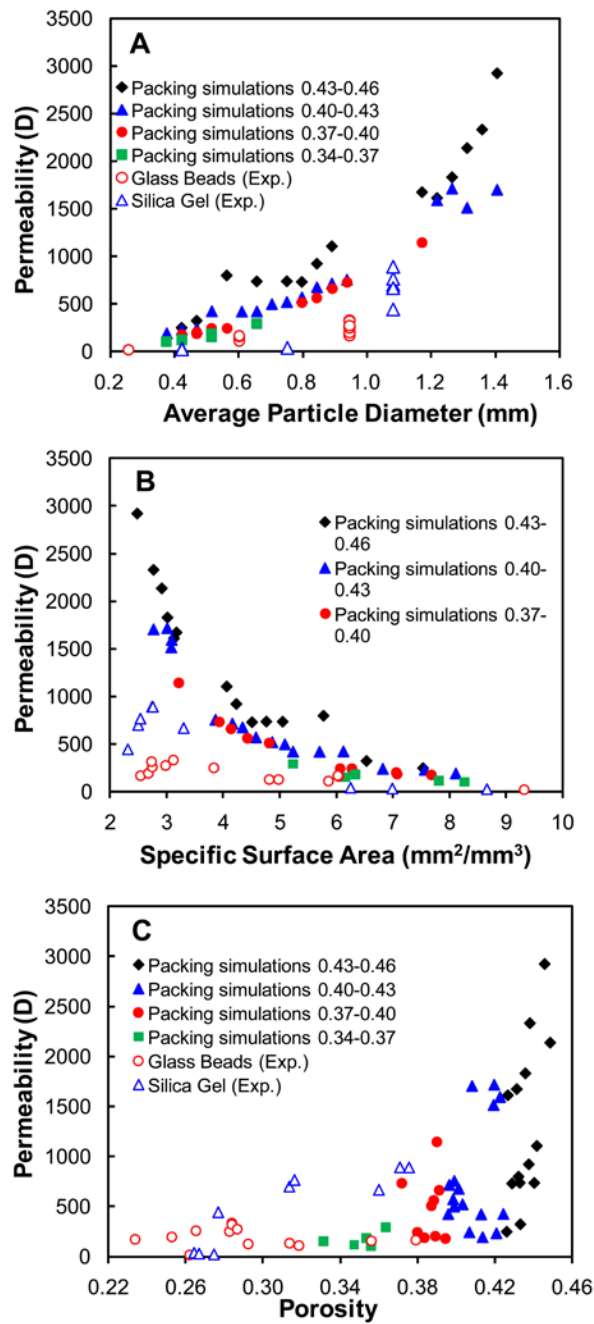 A
3500
3000
2500
2000
1500
1000
500
0
Permeability (D)
Packing simulations 0.43-0.46
Packing simulations 0.40-0.43
Packing simulations 0.37-0.40
Packing simulations 0.34-0.37
Glass Beads (Exp.)
Silica Gel (Exp.)
0.2 0.4 0.6 0.8 1.0 1.2 1.4 1.6
Average Particle Diameter (mm)
B
3500
3000
2500
2000
1500
1000
500
0
Permeability (D)
Packing simulations 0.43-
0.46
Packing simulations 0.40-
0.43
Packing simulations 0.37-
0.40
2 3 4 5 6 7 8 9 10
Specific Surface Area (mm²/mm³)
C
3500
3000
2500
2000
1500
1000
500
0
Permeability (D)
Packing simulations 0.43-0.46
Packing simulations 0.40-0.43
Packing simulations 0.37-0.40
Packing simulations 0.34-0.37
Glass Beads (Exp.)
Silica Gel (Exp.)
0.22 0.26 0.30 0.34 0.38 0.42 0.46
Porosity